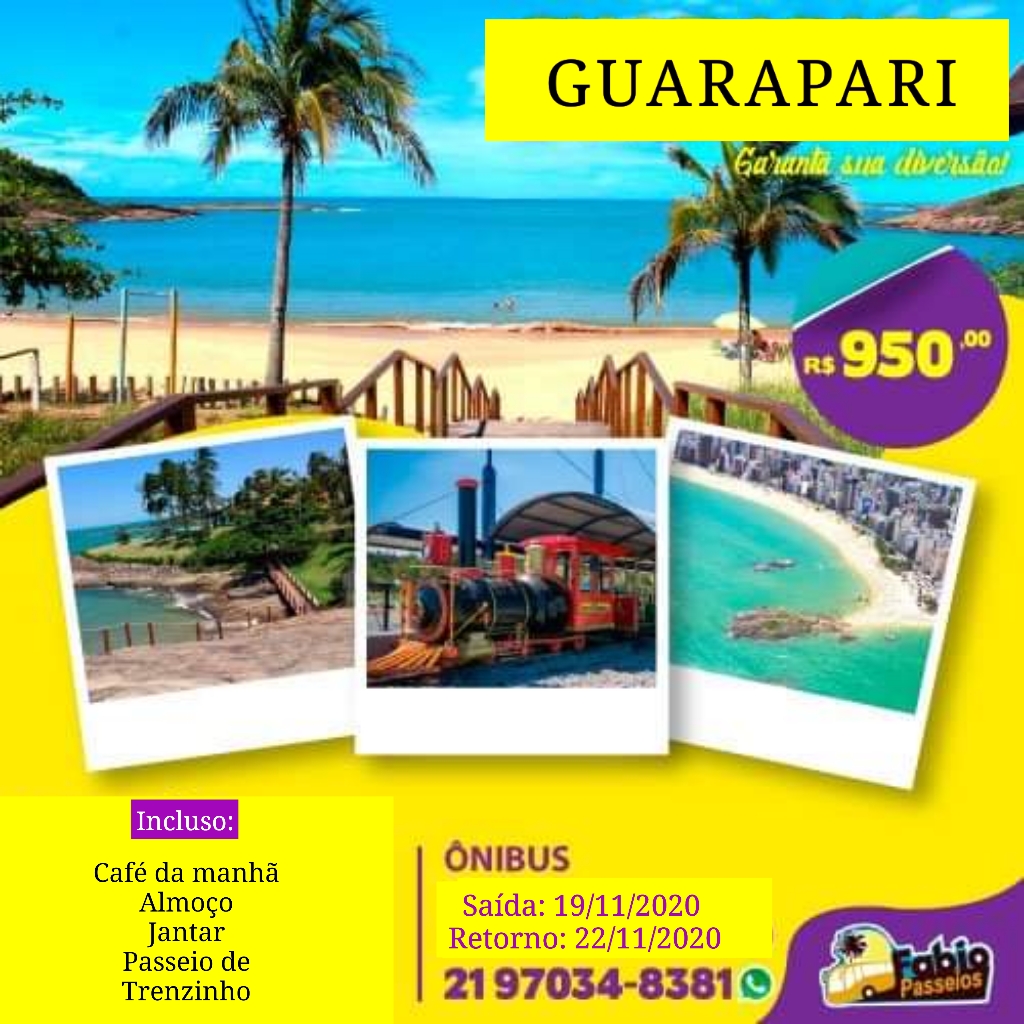 GUARAPARI
Garanta sua diversão!
R$ 950,00
Incluso:
Café da manhã
Almoço
Jantar
Passeio de
Trenzinho
ÔNIBUS
Saída: 19/11/2020
Retorno: 22/11/2020
21 97034-8381
Fabio
Passeios